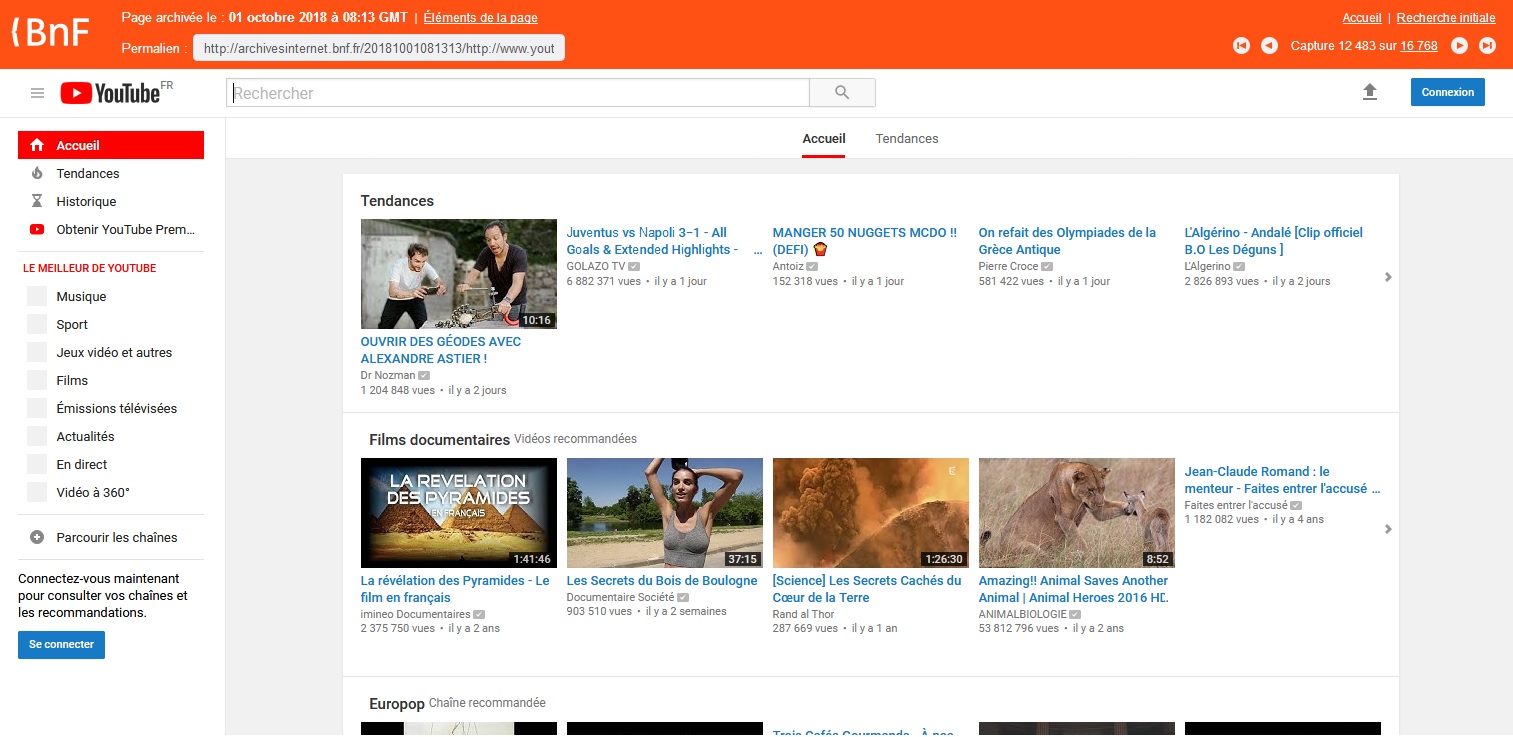 BnF
Page archivée le : 01 octobre 2018 à 08:13 GMT | Éléments de la page
Accueil | Recherche initiale
Permalien : http://archivesinternet.bnf.fr/20181001081313/http://www.yout
Capture 12 483 sur 16 768
YouTube FR
Rechercher
Connexion
Accueil
Tendances
Historique
Obtenir YouTube Prem...
LE MEILLEUR DE YOUTUBE
Musique
Sport
Jeux vidéo et autres
Films
Émissions télévisées
Actualités
En direct
Vidéo à 360°
Parcourir les chaînes
Connectez-vous maintenant
pour consulter vos chaînes et
les recommandations.
Se connecter
Accueil Tendances
Tendances
10:16
OUVRIR DES GÉODES AVEC
ALEXANDRE ASTIER !
Dr Nozman
1 204 848 vues • il y a 2 jours
Juventus vs Napoli 3−1 - All
Goals & Extended Highlights - ...
GOLAZO TV
6 882 371 vues • il y a 1 jour
MANGER 50 NUGGETS MCDO !!
(DEFI)
Antoiz
152 318 vues • il y a 1 jour
On refait des Olympiades de la
Grèce Antique
Pierre Croce
581 422 vues • il y a 1 jour
L'Algérino - Andalé [Clip officiel
B.O Les Déguns ]
L'Algerino
2 826 893 vues • il y a 2 jours
Films documentaires Vidéos recommandées
LA REVELATION
DES PYRAMIDES
EN FRANÇAIS
1:41:46
La révélation des Pyramides - Le
film en français
imineo Documentaires
2 375 750 vues • il y a 2 ans
37:15
Les Secrets du Bois de Boulogne
Documentaire Société
903 510 vues • il y a 2 semaines
1:26:30
[Science] Les Secrets Cachés du
Cœur de la Terre
Rand al Thor
287 669 vues • il y a 1 an
8:52
Amazing!! Animal Saves Another
Animal | Animal Heroes 2016 HD.
ANIMALBIOLOGIE
53 812 796 vues • il y a 2 ans
Jean-Claude Romand : le
menteur - Faites entrer l'accusé ...
Faites entrer l'accusé
1 182 082 vues • il y a 4 ans
Europop Chaîne recommandée
Trois Cafés Gourmands - À nos